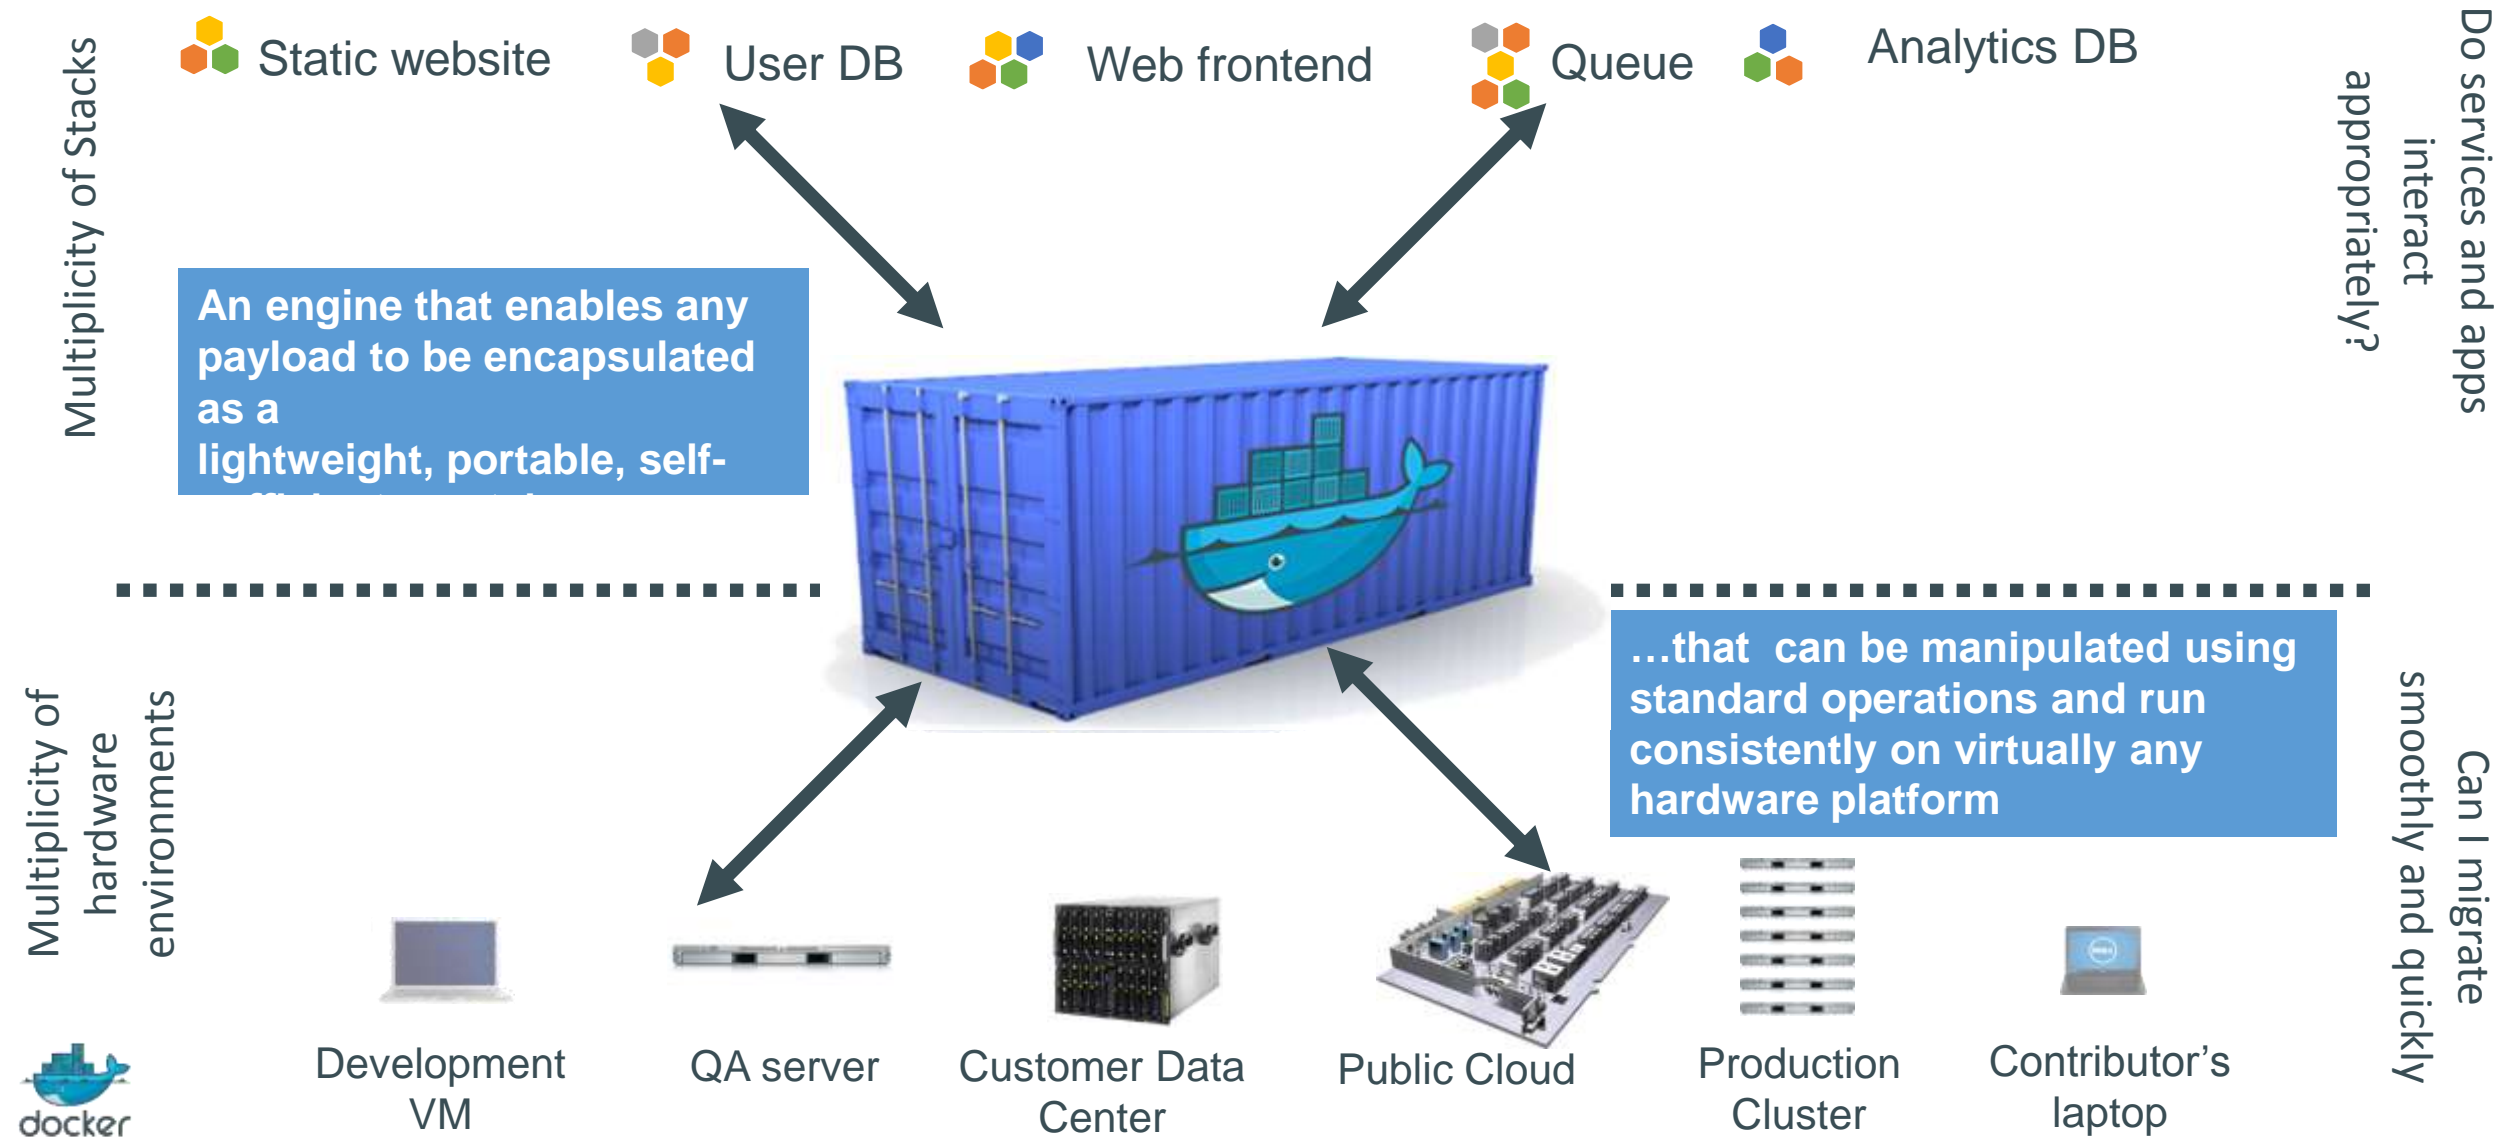 Static website
User DB
Web frontend
Queue
Analytics DB
Multiplicity of Stacks
Do services and apps
interact
appropriately?
An engine that enables any
payload to be encapsulated
as a
lightweight, portable, self-
…that can be manipulated using
standard operations and run
consistently on virtually any
hardware platform
Multiplicity of
hardware
environments
Can I migrate
smoothly and quickly
Development
VM
QA server
Customer Data
Center
Public Cloud
Production
Cluster
Contributor’s
laptop
docker